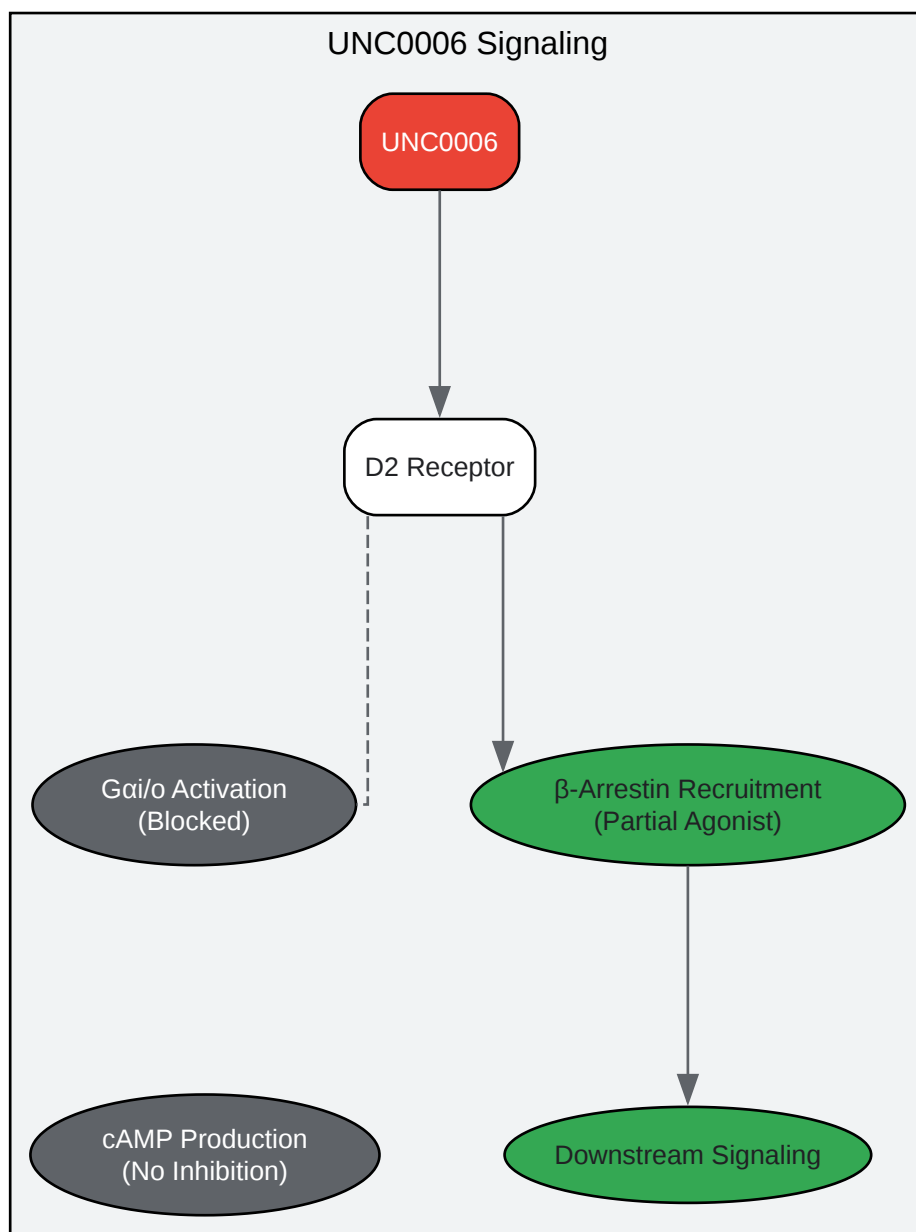 UNC0006 Signaling
UNC0006
D2 Receptor
Gαi/o Activation
(Blocked)
β-Arrestin Recruitment
(Partial Agonist)
cAMP Production
(No Inhibition)
Downstream Signaling